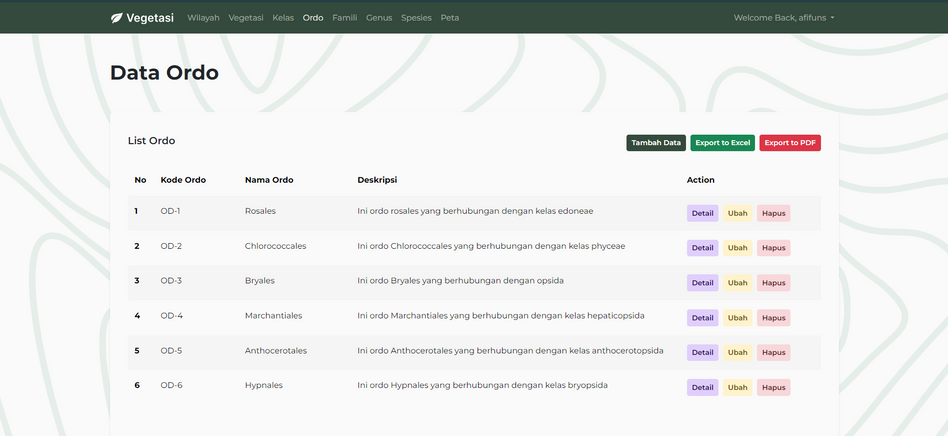 Vegetasi Wilayah Vegetasi Kelas Ordo Famili Genus Spesies Peta Welcome Back, afifuns
Data Ordo
List Ordo Tambah Data Export to Excel Export to PDF
No Kode Ordo Nama Ordo Deskripsi Action
1 OD-1 Rosales Ini ordo rosales yang berhubungan dengan kelas edoneae Detail Ubah Hapus
2 OD-2 Chlorococcales Ini ordo Chlorococcales yang berhubungan dengan kelas phyceae Detail Ubah Hapus
3 OD-3 Bryales Ini ordo Bryales yang berhubungan dengan opsida Detail Ubah Hapus
4 OD-4 Marchantiales Ini ordo Marchantiales yang berhubungan dengan kelas hepaticopsida Detail Ubah Hapus
5 OD-5 Anthocerotales Ini ordo Anthocerotales yang berhubungan dengan kelas anthocerotopsida Detail Ubah Hapus
6 OD-6 Hypnales Ini ordo Hypnales yang berhubungan dengan kelas bryopsida Detail Ubah Hapus